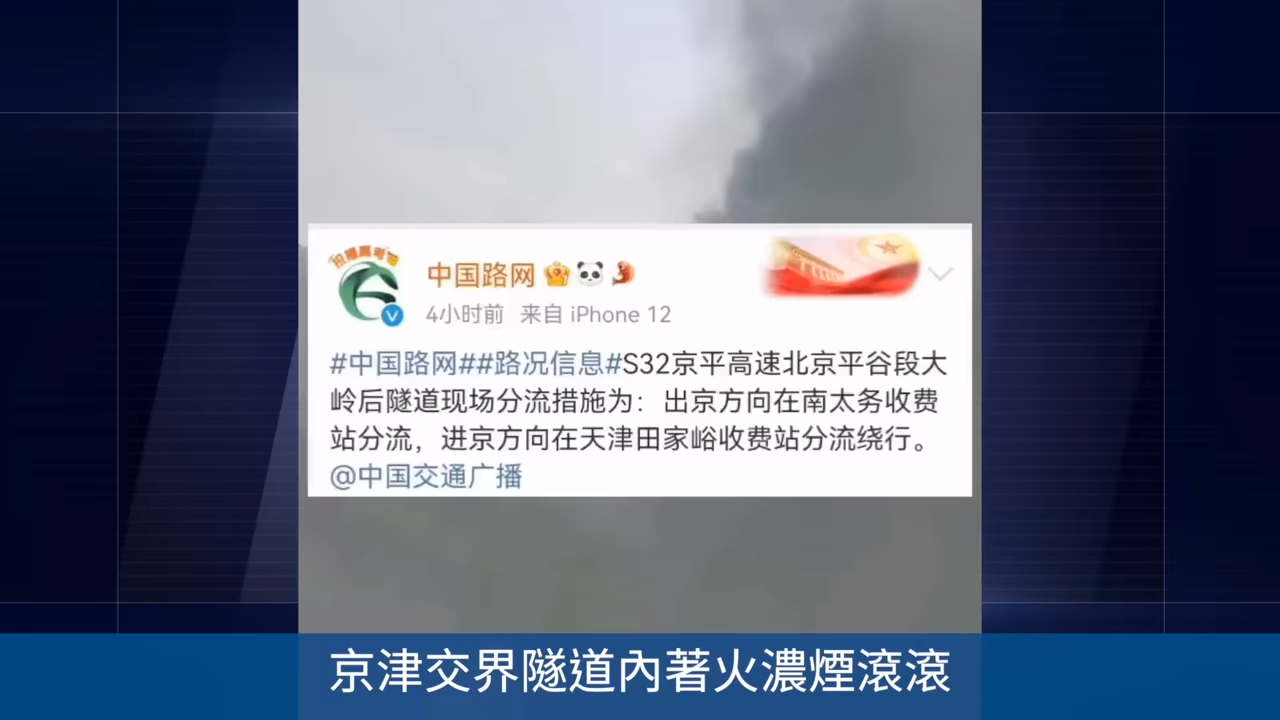 中国路网
4小时前 来自 iPhone 12
#中国路网##路况信息#S32京平高速北京平谷段大
岭后隧道现场分流措施为：出京方向在南太务收费
站分流，进京方向在天津田家峪收费站分流绕行。
@中国交通广播
京津交界隧道內著火濃煙滾滾